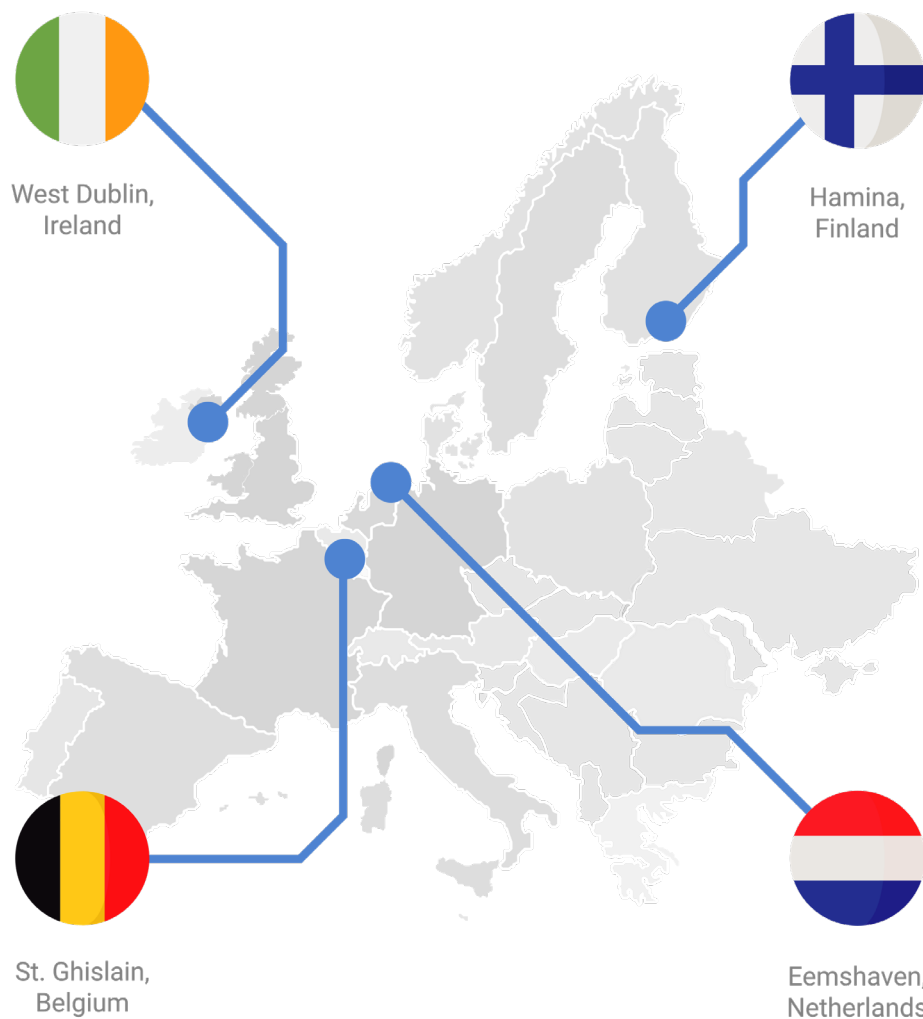 West Dublin,
Ireland
Hamina,
Finland
St. Ghislain,
Belgium
Eemshaven,
Netherlands